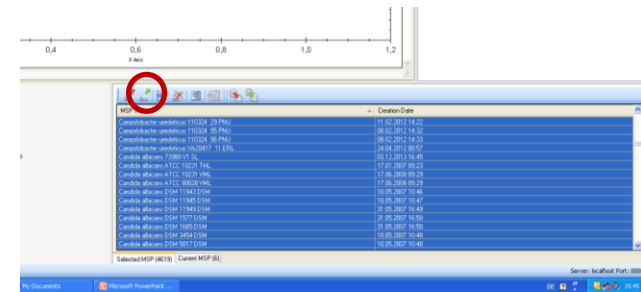 0,4 0,6 0,8 1,0 1,2
X Axis
MSP Creation Date
Campylobacter ureolyticus 110324_29 PNU 11.02.2012 14:22
Campylobacter ureolyticus 110324_95 PNU 08.02.2012 14:32
Campylobacter ureolyticus 110324_96 PNU 08.02.2012 14:33
Campylobacter ureolyticus VA20417_11 ERL 24.04.2012 08:57
Candida albicans 73988 V1 SL 03.12.2013 16:45
Candida albicans ATCC 10231 THL 17.01.2007 09:23
Candida albicans ATCC 10231 VML 17.06.2008 09:29
Candida albicans ATCC 90028 VML 17.06.2008 09:29
Candida albicans DSM 11943 DSM 10.05.2007 10:46
Candida albicans DSM 11945 DSM 10.05.2007 10:47
Candida albicans DSM 11949 DSM 31.05.2007 16:49
Candida albicans DSM 1577 DSM 31.05.2007 16:50
Candida albicans DSM 1665 DSM 31.05.2007 16:50
Candida albicans DSM 3454 DSM 10.05.2007 10:48
Candida albicans DSM 5817 DSM 10.05.2007 10:48
Selected MSP (4619) Current MSP (6)
Server: localhost Port:
My Documents Microsoft PowerPoint ... DE 15:45